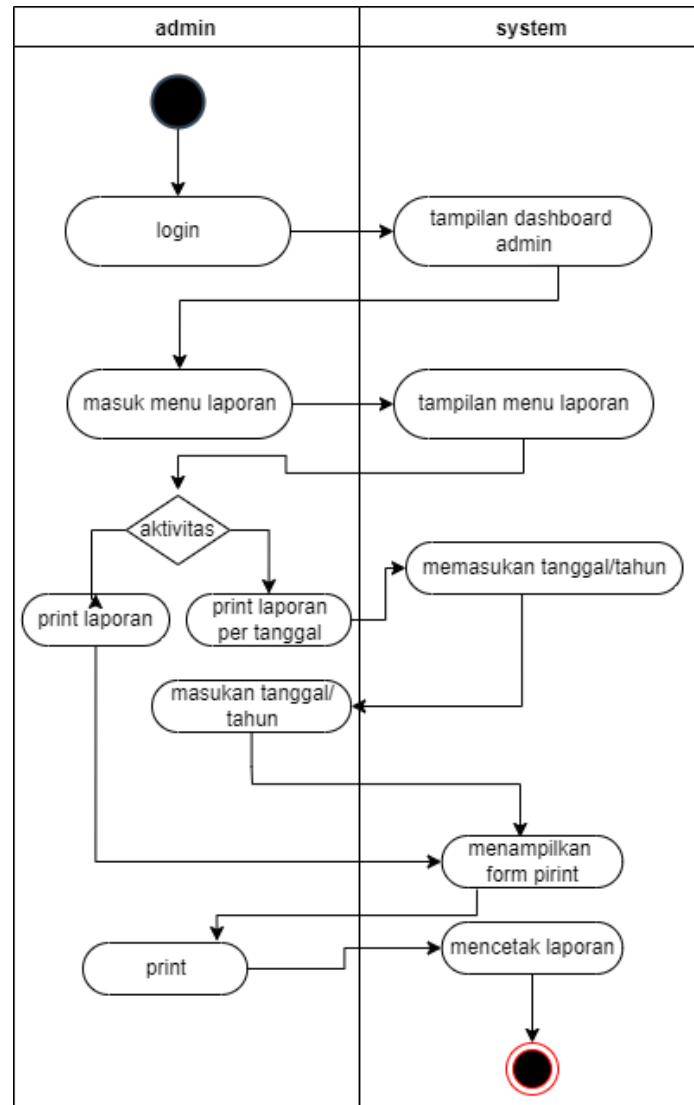 admin
system
login
tampilan dashboard
admin
masuk menu laporan
tampilan menu laporan
aktivitas
memasukan tanggal/tahun
print laporan
print laporan
per tanggal
masukan tanggal/
tahun
menampilkan
form pirint
print
mencetak laporan